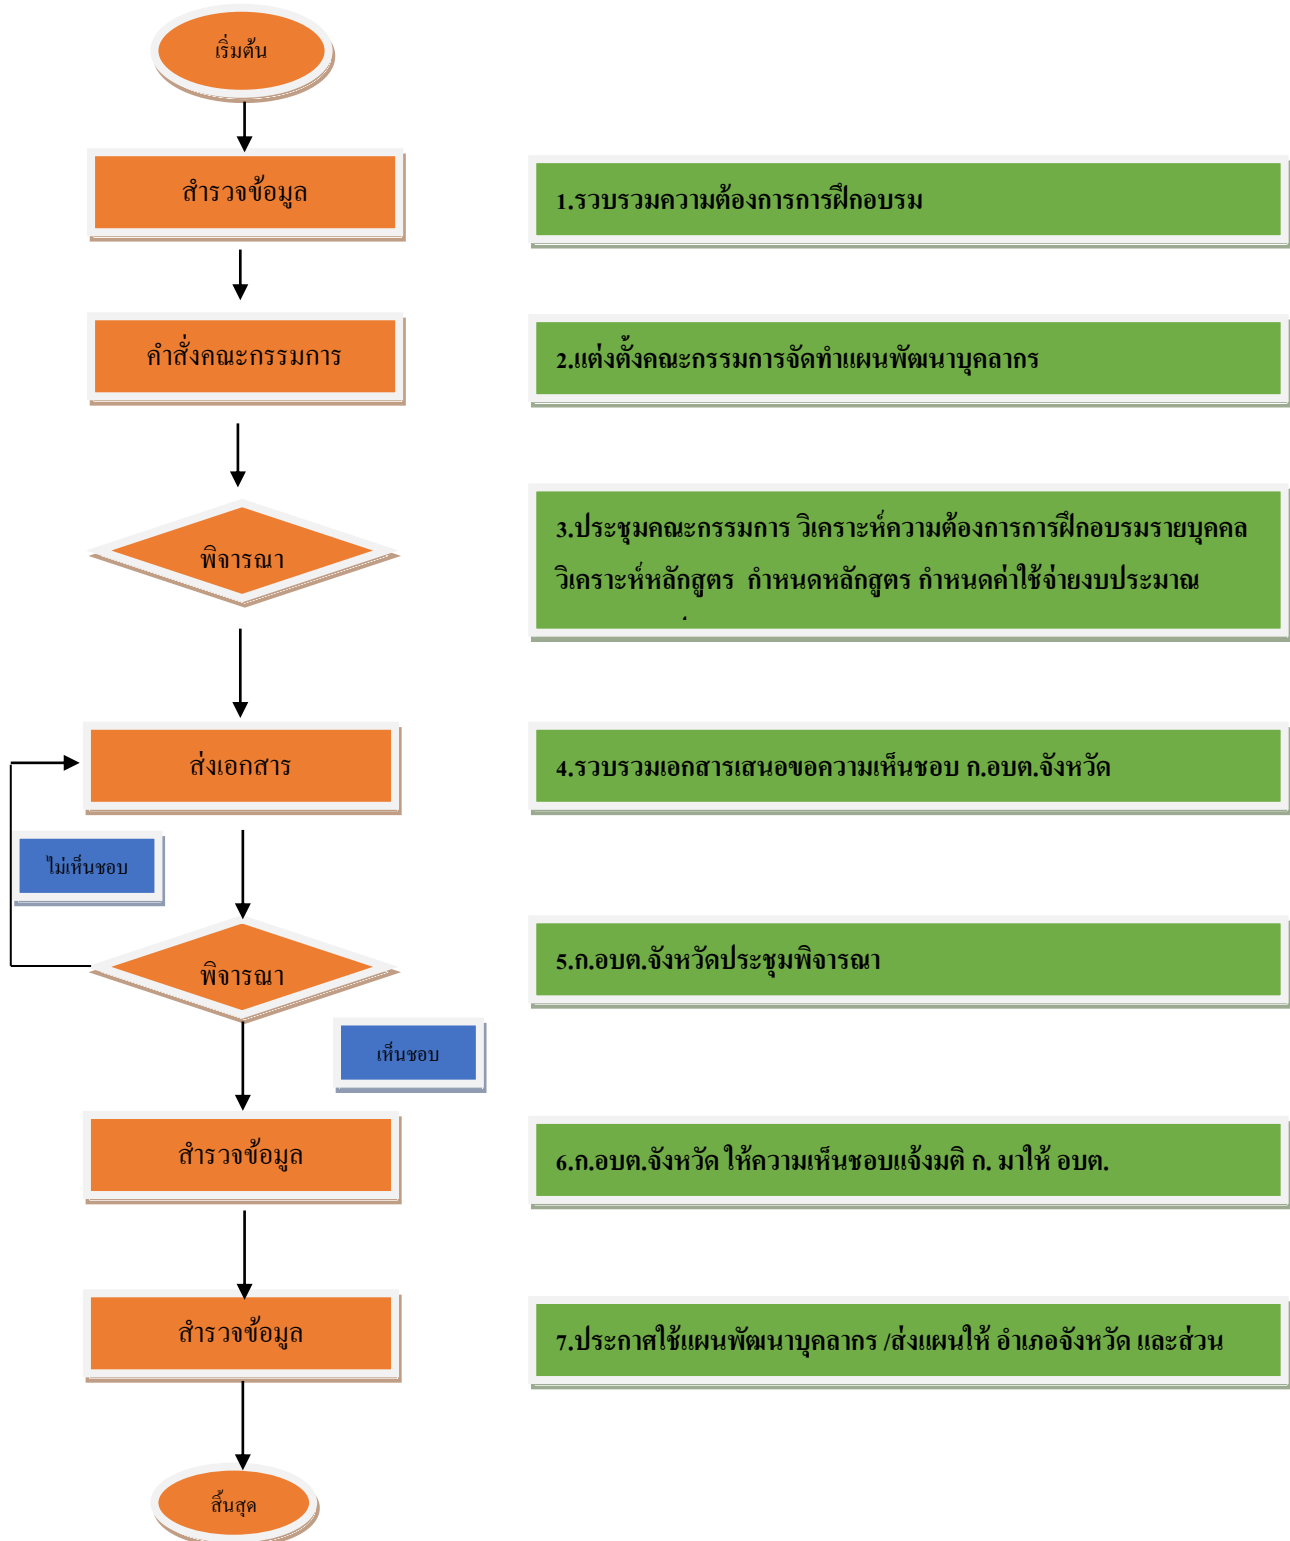 เริ่มต้น
สำรวจข้อมูล
1.รวบรวมความต้องการการฝึกอบรม
คำสั่งคณะกรรมการ
2.แต่งตั้งคณะกรรมการจัดทำแผนพัฒนาบุคลากร
พิจารณา
3.ประชุมคณะกรรมการ วิเคราะห์ความต้องการการฝึกอบรมรายบุคคล
วิเคราะห์หลักสูตร กำหนดหลักสูตร กำหนดค่าใช้จ่ายงบประมาณ
ส่งเอกสาร
4.รวบรวมเอกสารเสนอขอความเห็นชอบ ก.อบต.จังหวัด
ไม่เห็นชอบ
พิจารณา
5.ก.อบต.จังหวัดประชุมพิจารณา
เห็นชอบ
สำรวจข้อมูล
6.ก.อบต.จังหวัด ให้ความเห็นชอบแจ้งมติ ก. มาให้ อบต.
สำรวจข้อมูล
7.ประกาศใช้แผนพัฒนาบุคลากร /ส่งแผนให้ อำเภอจังหวัด และส่วน
สิ้นสุด